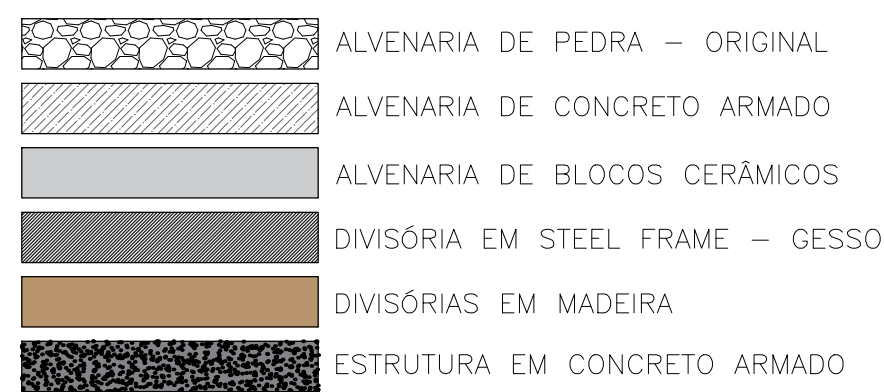 ALVENARIA DE PEDRA – ORIGINAL
ALVENARIA DE CONCRETO ARMADO
ALVENARIA DE BLOCOS CERÂMICOS
DIVISÓRIA EM STEEL FRAME – GESSO
DIVISÓRIAS EM MADEIRA
ESTRUTURA EM CONCRETO ARMADO